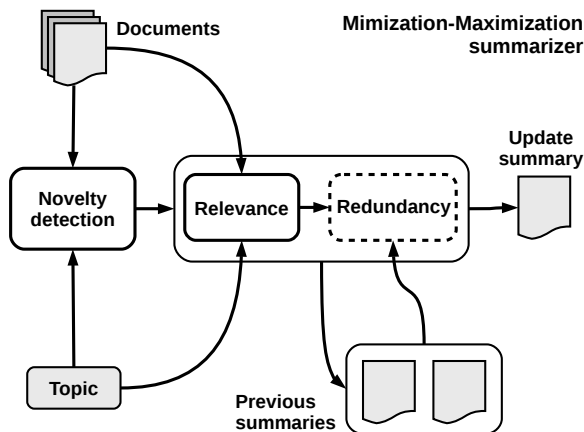 Documents
Mimization-Maximization
summarizer
Update
summary
Novelty
detection
Relevance
Redundancy
Topic
Previous
summaries